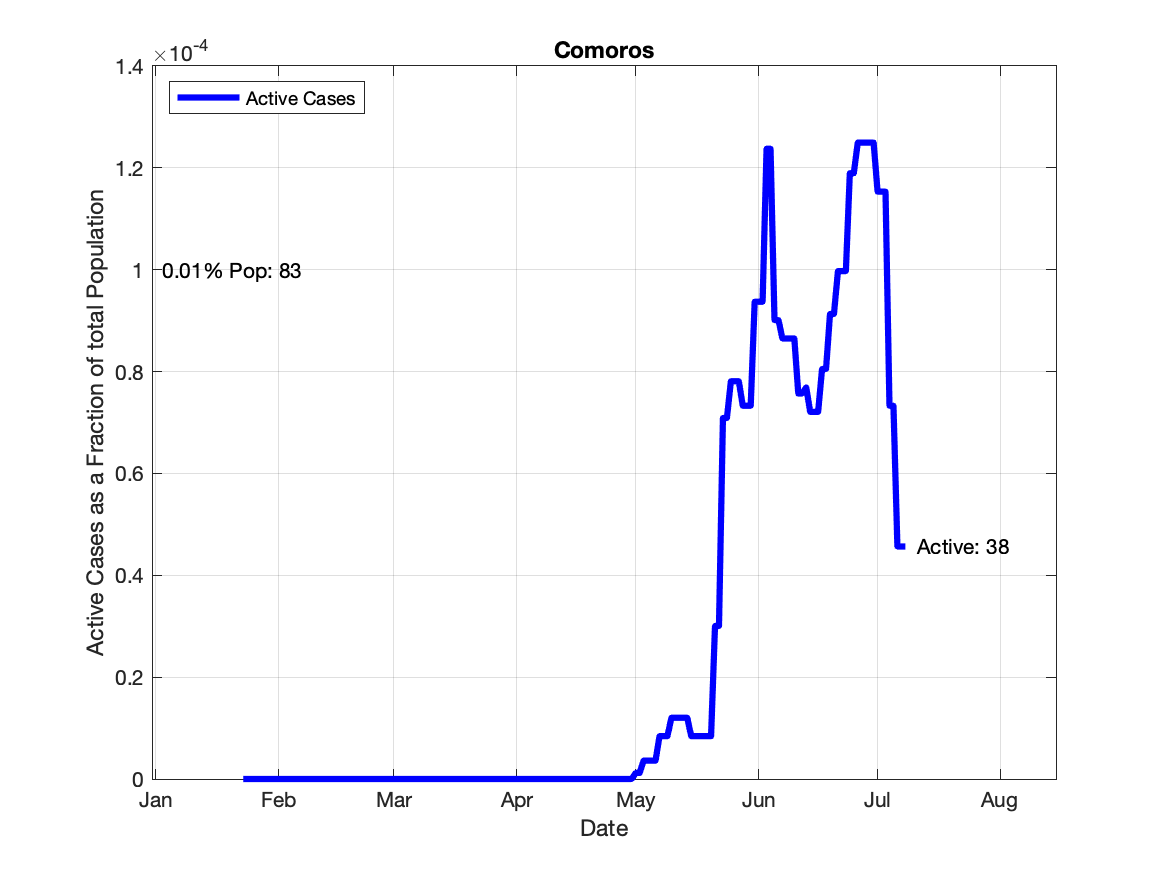 Comoros
×10-4
Active Cases
1.4
1.2
1
0.8
0.6
0.4
0.2
0
0.01% Pop: 83
Active: 38
Active Cases as a Fraction of total Population
Jan Feb Mar Apr May Jun Jul Aug
Date